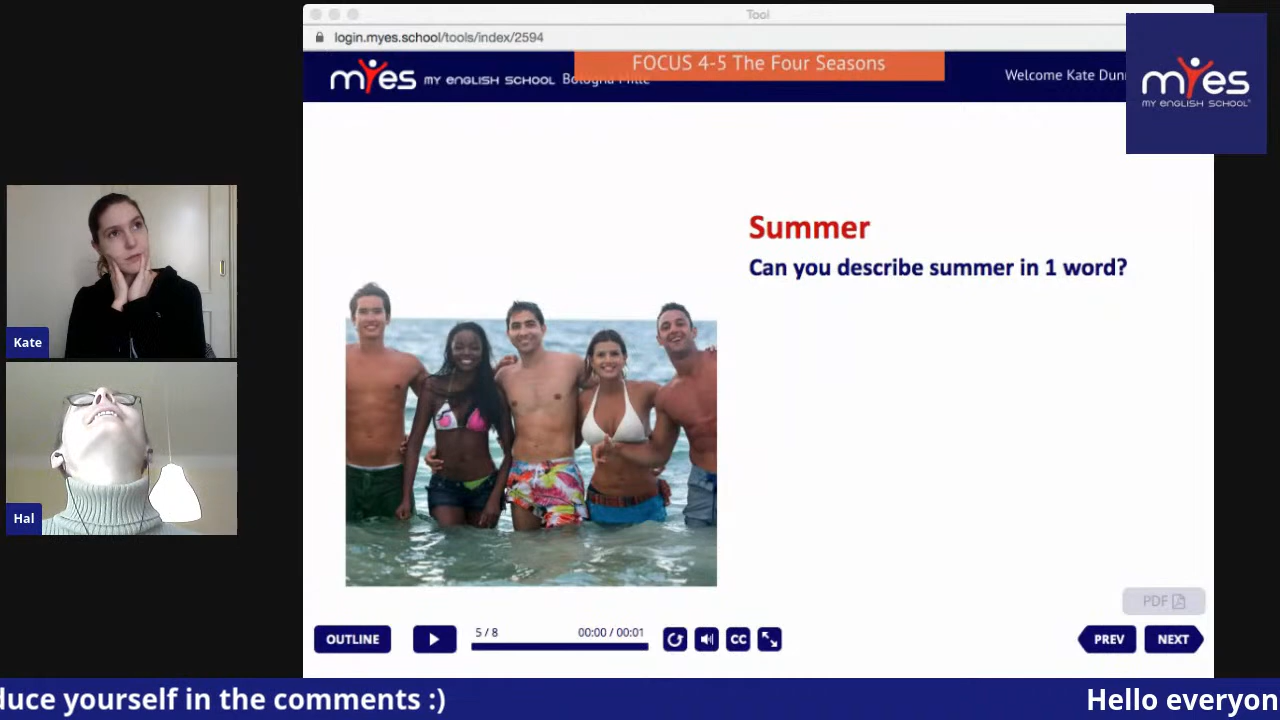 Tool
login.myes.school/tools/index/2594
FOCUS 4-5 The Four Seasons
myes MY ENGLISH SCHOOL Bologna Mille
Welcome Kate Dun
myes
MY ENGLISH SCHOOL
Summer
Can you describe summer in 1 word?
Kate
Hal
PDF
OUTLINE
5 / 8
00:00 / 00:01
CC
PREV
NEXT
duce yourself in the comments :)
Hello everyon